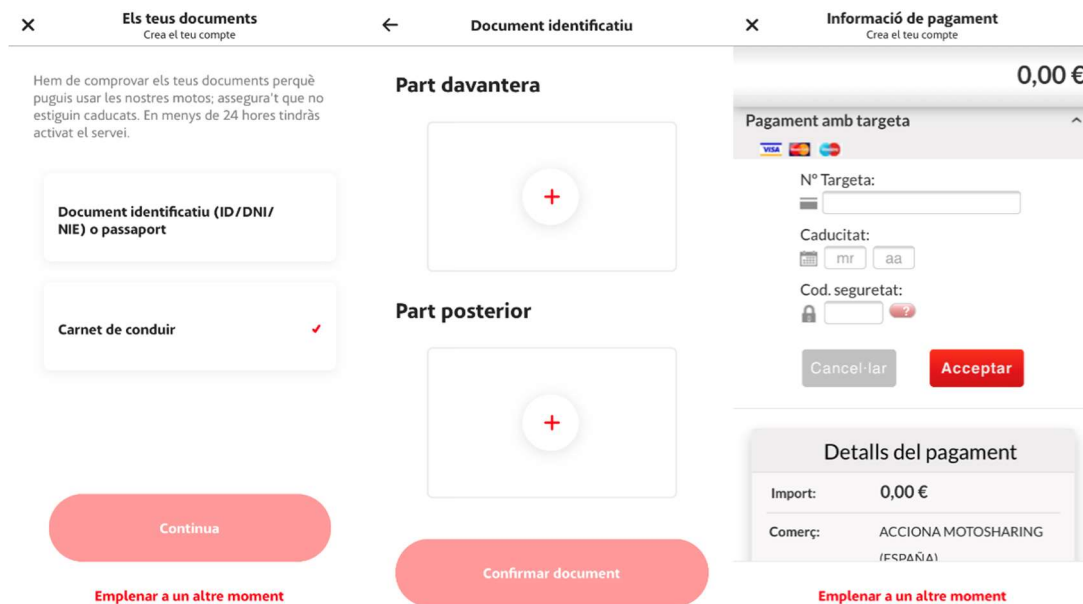 Els teus documents
Crea el teu compte
Hem de comprovar els teus documents perquè
puguis usar les nostres motos; assegura't que no
estiguin caducats. En menys de 24 hores tindràs
activat el servei.
Document identificatiu (ID/DNI/
NIE) o passaport
Carnet de conduir
Continua
Emplenar a un altre moment
Document identificatiu
Part davantera
Part posterior
Confirmar document
Informació de pagament
Crea el teu compte
0,00 €
Pagament amb targeta
VISA
Nº Targeta:
Caducitat:
mr aa
Cod. seguretat:
?
Cancel·lar Acceptar
Detalls del pagament
Import: 0,00 €
Comerç: ACCIONA MOTOSHARING
(ESPAÑA)
Emplenar a un altre moment